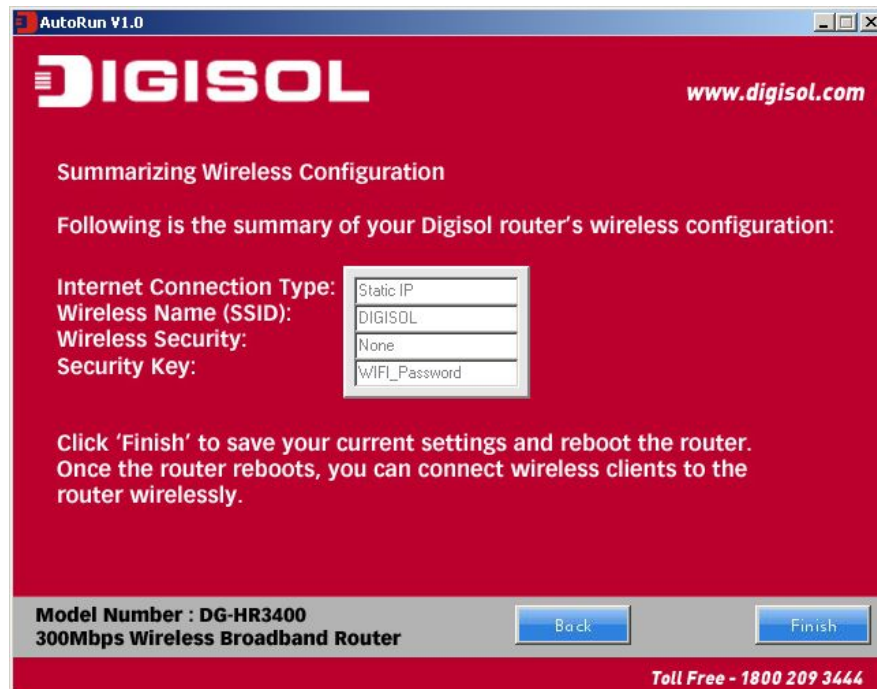 AutoRun V1.0
DIGISOL
www.digisol.com
Summarizing Wireless Configuration
Following is the summary of your Digisol router's wireless configuration:
Internet Connection Type: Static IP
Wireless Name (SSID): DIGISOL
Wireless Security: None
Security Key: WIFI_Password
Click 'Finish' to save your current settings and reboot the router.
Once the router reboots, you can connect wireless clients to the
router wirelessly.
Model Number : DG-HR3400
300Mbps Wireless Broadband Router
Back
Finish
Toll Free - 1800 209 3444